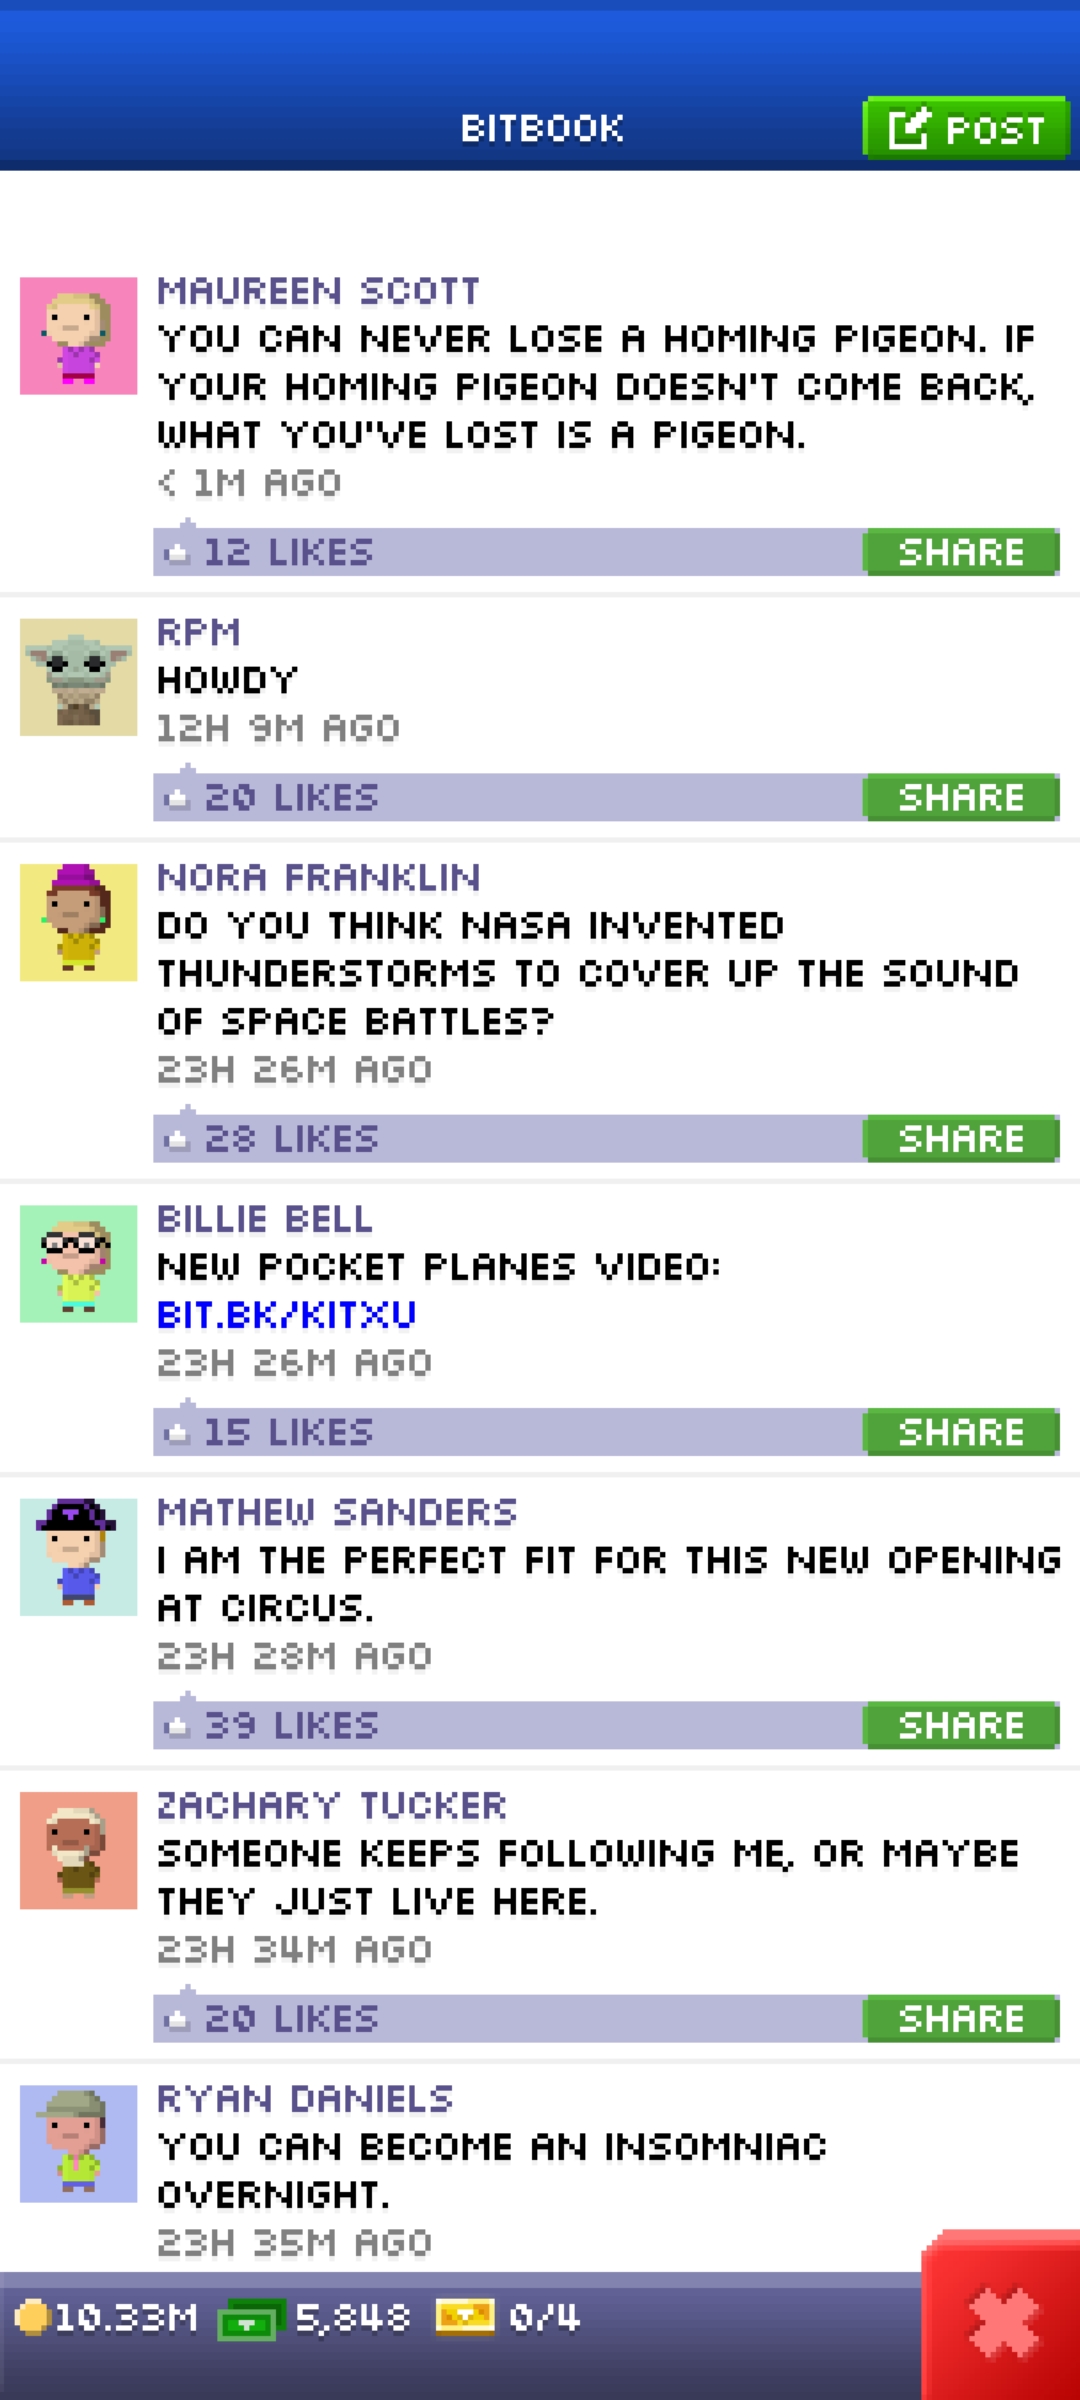 BITBOOK
POST
MAUREEN SCOTT
YOU CAN NEVER LOSE A HOMING PIGEON. IF
YOUR HOMING PIGEON DOESN'T COME BACK,
WHAT YOU'VE LOST IS A PIGEON.
< 1M AGO
12 LIKES
SHARE
RPM
HOWDY
12H 9M AGO
20 LIKES
SHARE
NORA FRANKLIN
DO YOU THINK NASA INVENTED
THUNDERSTORMS TO COVER UP THE SOUND
OF SPACE BATTLES?
23H 26M AGO
28 LIKES
SHARE
BILLIE BELL
NEW POCKET PLANES VIDEO:
BIT.BK/KITXU
23H 26M AGO
15 LIKES
SHARE
MATHEW SANDERS
I AM THE PERFECT FIT FOR THIS NEW OPENING
AT CIRCUS.
23H 28M AGO
39 LIKES
SHARE
ZACHARY TUCKER
SOMEONE KEEPS FOLLOWING ME, OR MAYBE
THEY JUST LIVE HERE.
23H 34M AGO
20 LIKES
SHARE
RYAN DANIELS
YOU CAN BECOME AN INSOMNIAC
OVERNIGHT.
23H 35M AGO
10.33M 5,848 0/4